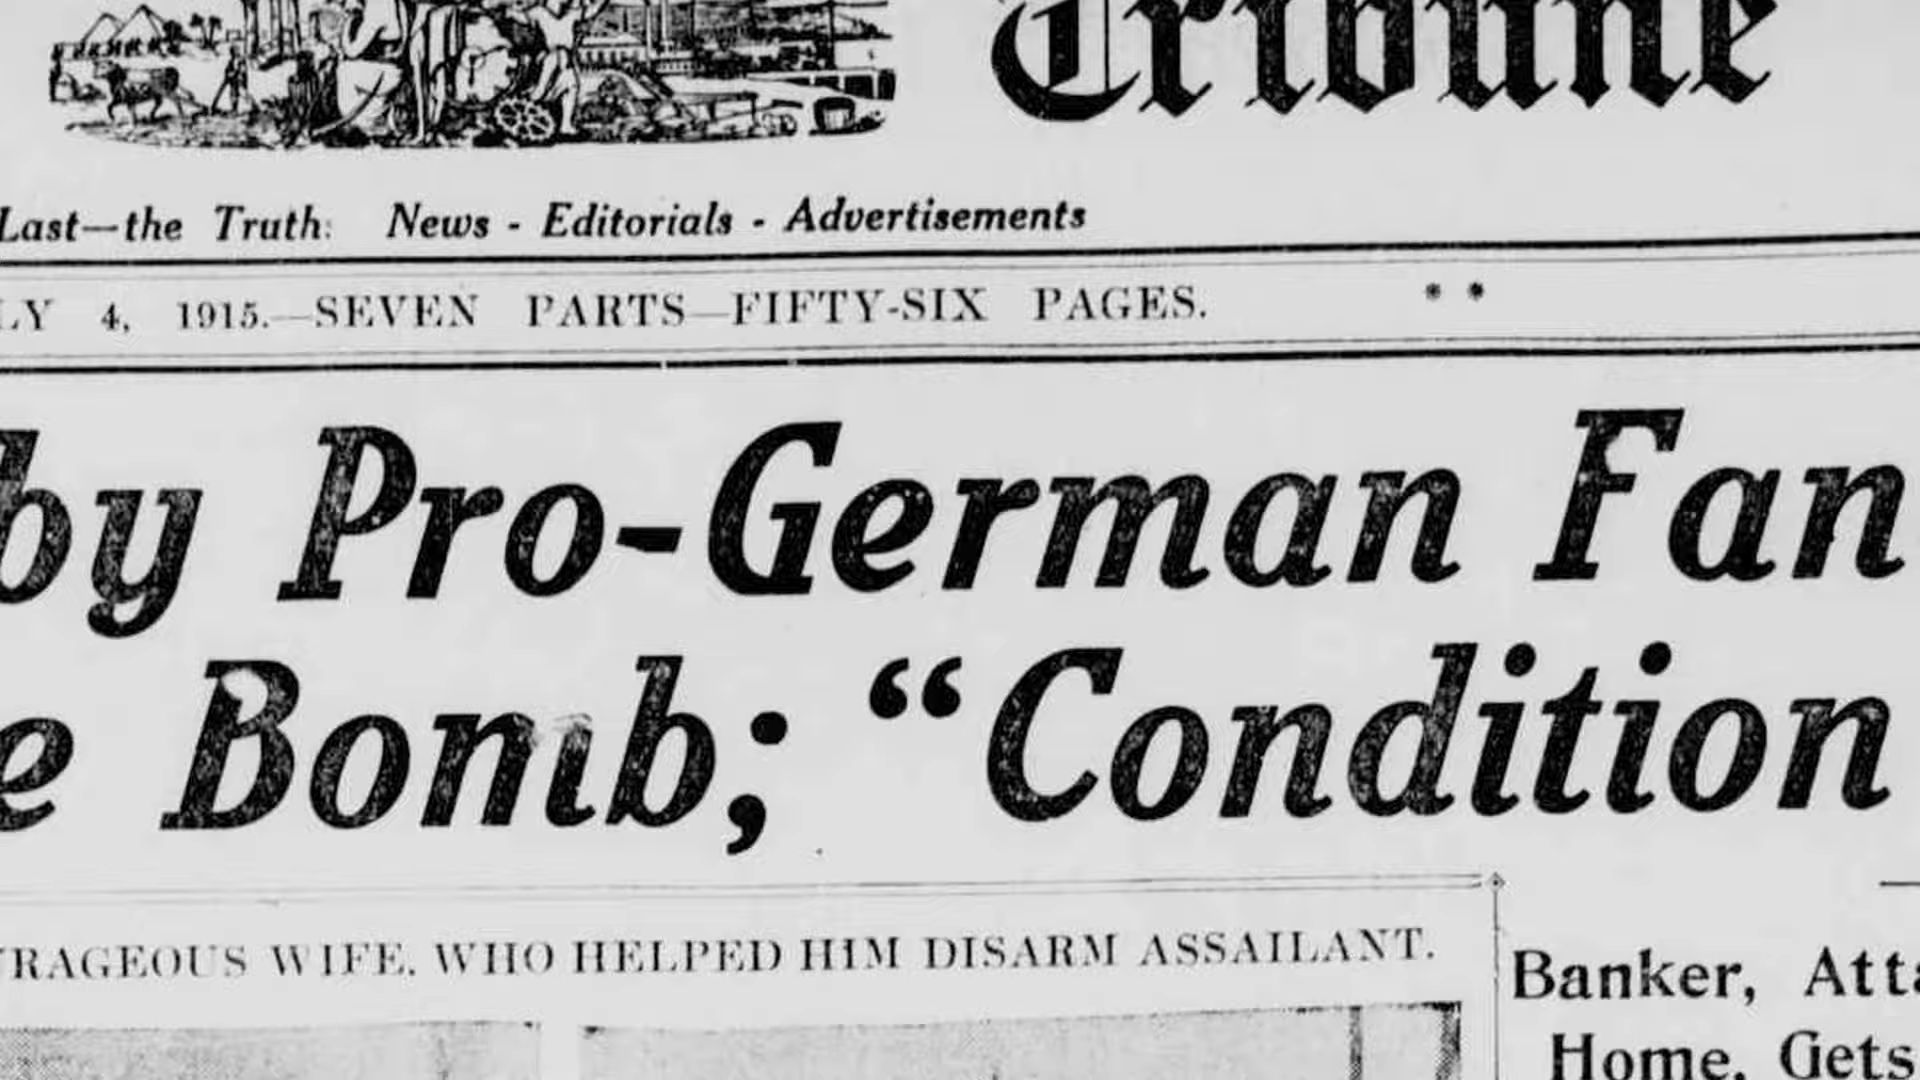 Tribune
Last—the Truth: News - Editorials - Advertisements
LY 4, 1915.—SEVEN PARTS—FIFTY-SIX PAGES. * *
by Pro-German Fan
e Bomb; “Condition
RAGEOUS WIFE, WHO HELPED HIM DISARM ASSAILANT.
Banker, Atta
Home, Gets